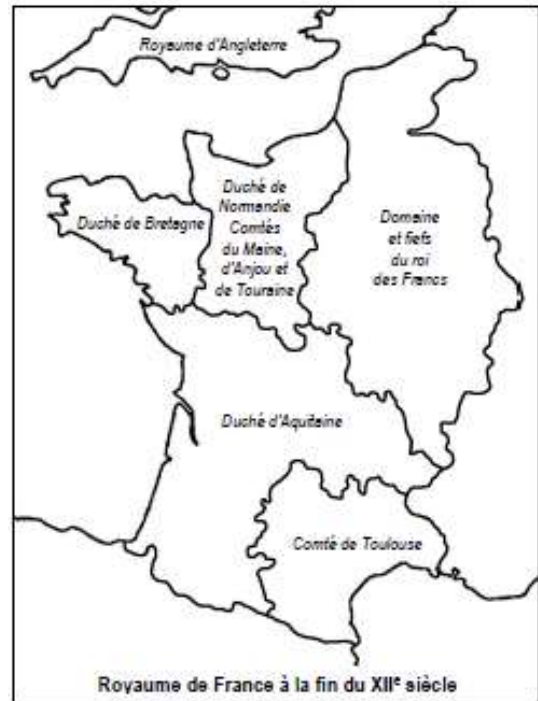 Royaume d'Angleterre
Duché de Bretagne
Duché de
Normandie
Comtés
du Maine,
d'Anjou et
de Touraine
Domaine
et fiefs
du roi
des Francs
Duché d'Aquitaine
Comté de Toulouse
Royaume de France à la fin du XIIᵉ siècle